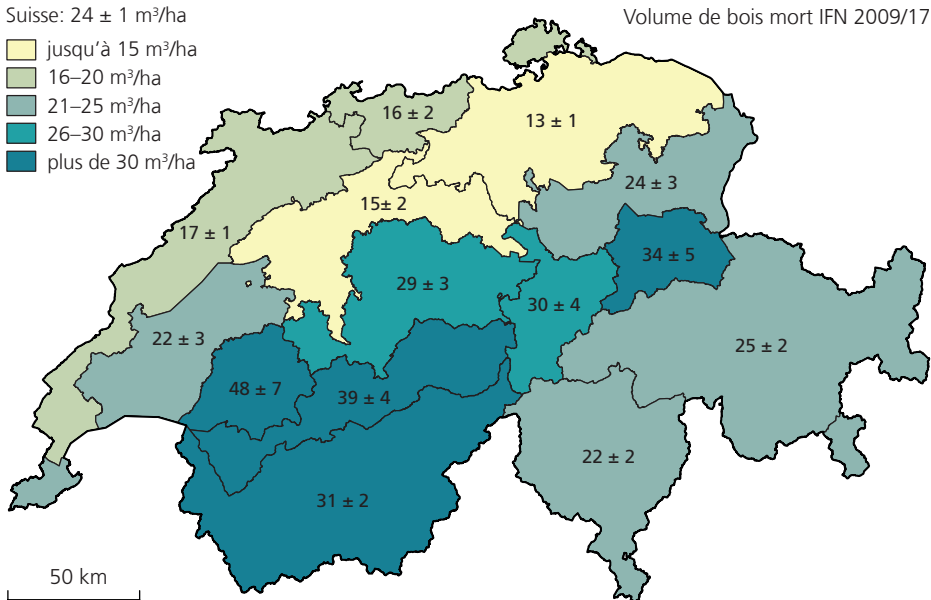 Suisse: 24 ± 1 m³/ha
Volume de bois mort IFN 2009/17
jusqu'à 15 m³/ha
16–20 m³/ha
21–25 m³/ha
26–30 m³/ha
plus de 30 m³/ha
16 ± 2
13 ± 1
24 ± 3
15± 2
17 ± 1
34 ± 5
29 ± 3
30 ± 4
22 ± 3
25 ± 2
48 ± 7
39 ± 4
22 ± 2
31 ± 2
50 km